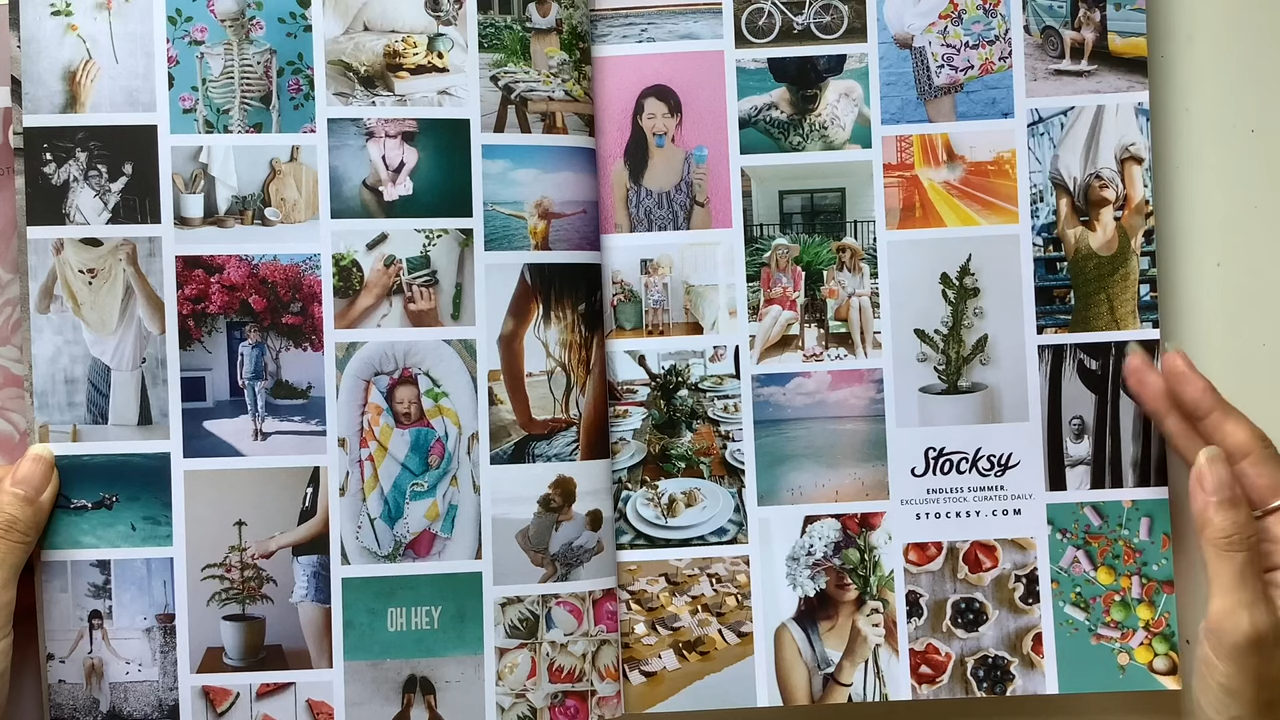 OH HEY
Stocksy
ENDLESS SUMMER.
EXCLUSIVE STOCK. CURATED DAILY.
STOCKSY.COM